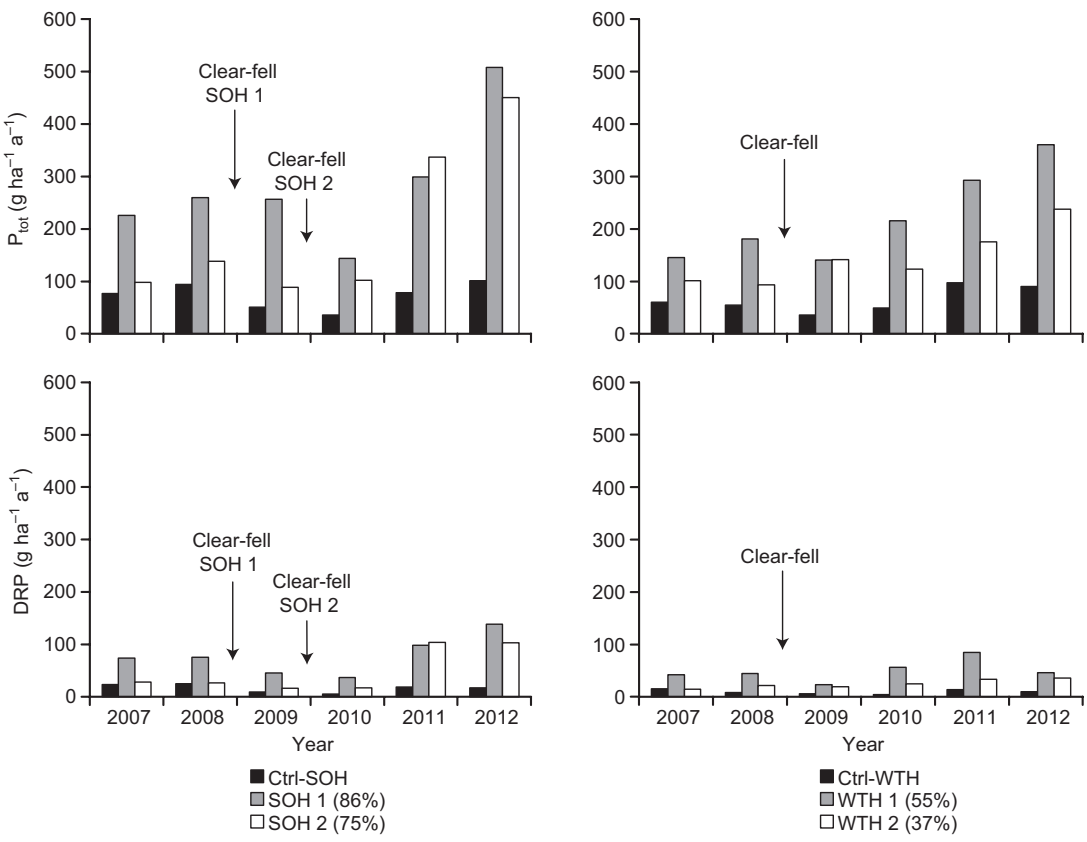 600
500
400
300
200
100
0
P_tot (g ha⁻¹ a⁻¹)
Clear-fell
SOH 1
Clear-fell
SOH 2
600
500
400
300
200
100
0
Clear-fell
600
500
400
300
200
100
0
DRP (g ha⁻¹ a⁻¹)
Clear-fell
SOH 1
Clear-fell
SOH 2
2007 2008 2009 2010 2011 2012
Year
Ctrl-SOH
SOH 1 (86%)
SOH 2 (75%)
600
500
400
300
200
100
0
Clear-fell
2007 2008 2009 2010 2011 2012
Year
Ctrl-WTH
WTH 1 (55%)
WTH 2 (37%)